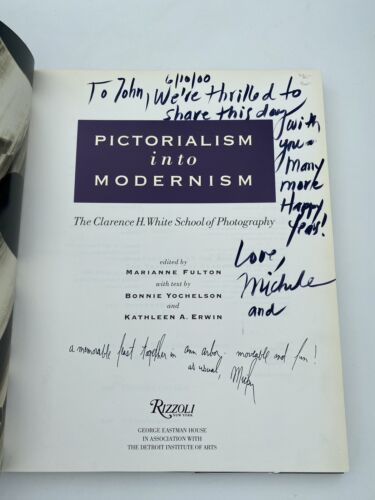 6/10/00
To John, We're thrilled to
share this day
with
you -
Many
more
Happy
Years!
Love,
Michele
and
PICTORIALISM
into
MODERNISM
The Clarence H. White School of Photography
edited by
MARIANNE FULTON
with text by
BONNIE YOCHELSON
and
KATHLEEN A. ERWIN
a memorable feast together in ann arbor. moveable and fun!
as usual,
RIZZOLI
NEW YORK
GEORGE EASTMAN HOUSE
IN ASSOCIATION WITH
THE DETROIT INSTITUTE OF ARTS